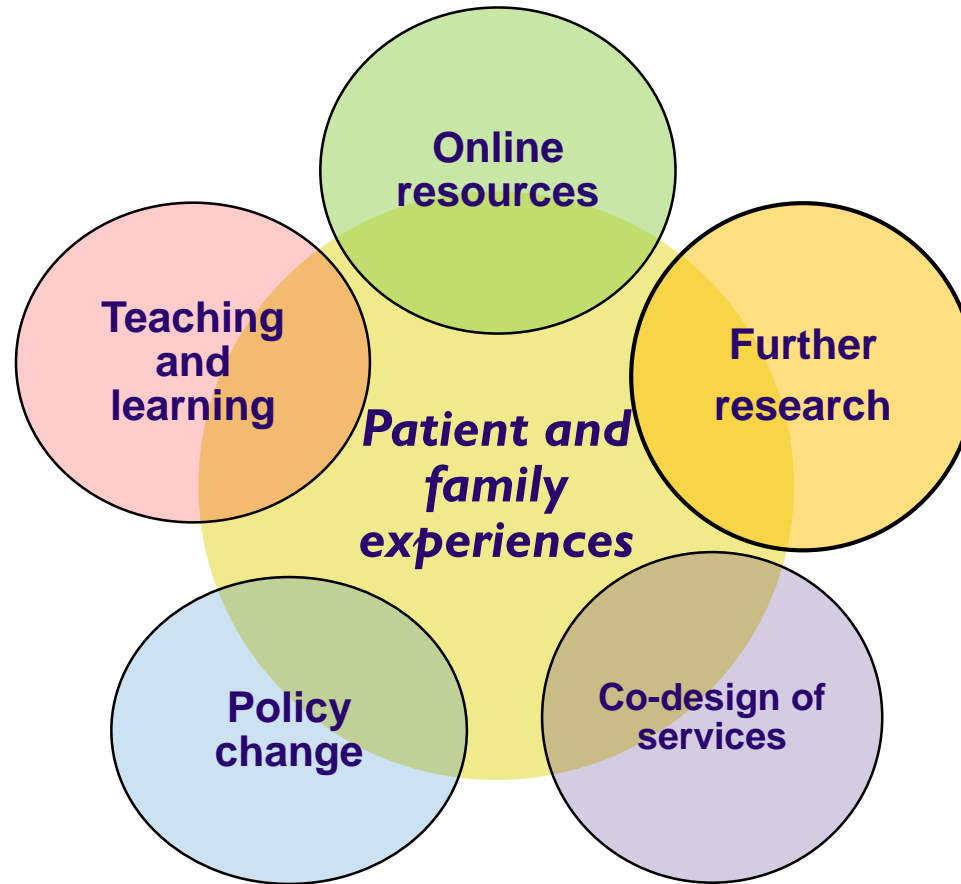 Online
resources
Teaching
and
learning
Further
research
Patient and
family
experiences
Policy
change
Co-design of
services